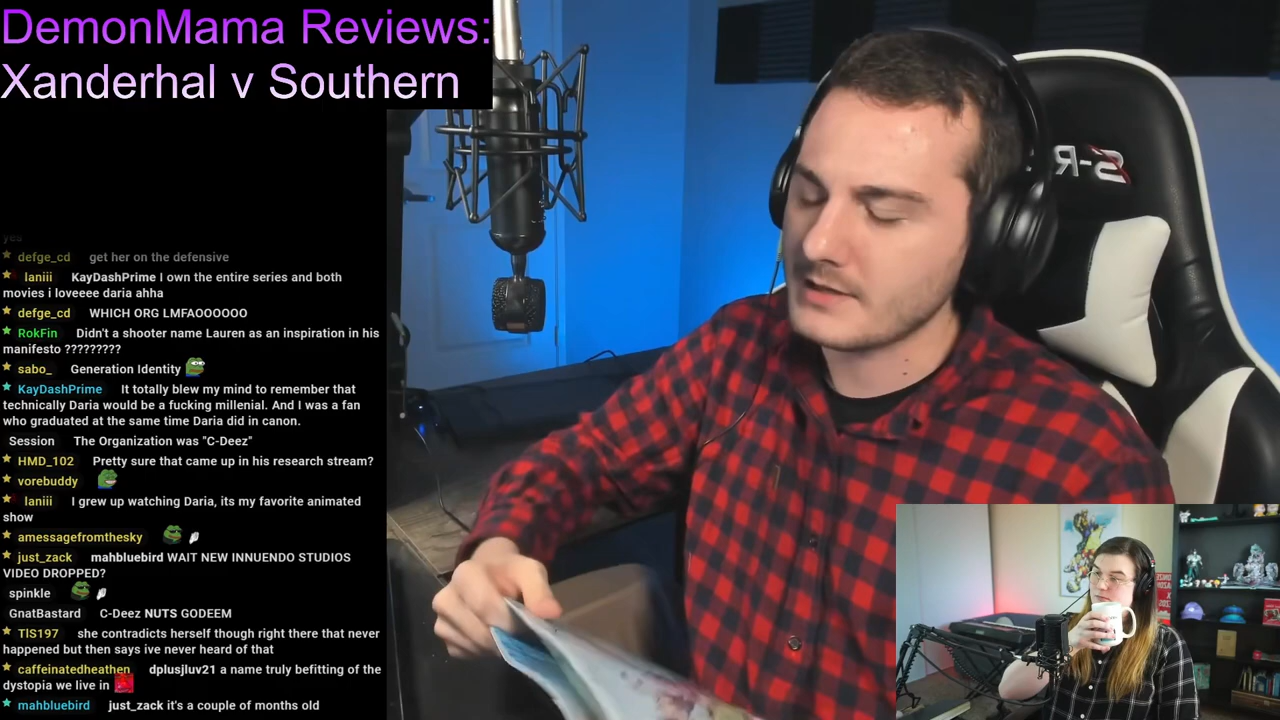 DemonMama Reviews:
Xanderhal v Southern
yea
defge_cd get her on the defensive
laniii KayDashPrime I own the entire series and both
movies i loveeee daria ahha
defge_cd WHICH ORG LMFAOOOOOO
RokFin Didn't a shooter name Lauren as an inspiration in his
manifesto ?????????
sabo_ Generation Identity
KayDashPrime It totally blew my mind to remember that
technically Daria would be a fucking millenial. And I was a fan
who graduated at the same time Daria did in canon.
Session The Organization was "C-Deez"
HMD_102 Pretty sure that came up in his research stream?
vorebuddy
laniii I grew up watching Daria, its my favorite animated
show
amessagefromthesky
just_zack mahbluebird WAIT NEW INNUENDO STUDIOS
VIDEO DROPPED?
spinkle
GnatBastard C-Deez NUTS GODEEM
TIS197 she contradicts herself though right there that never
happened but then says ive never heard of that
caffeinatedheathen dplusjluv21 a name truly befitting of the
dystopia we live in
mahbluebird just_zack it's a couple of months old